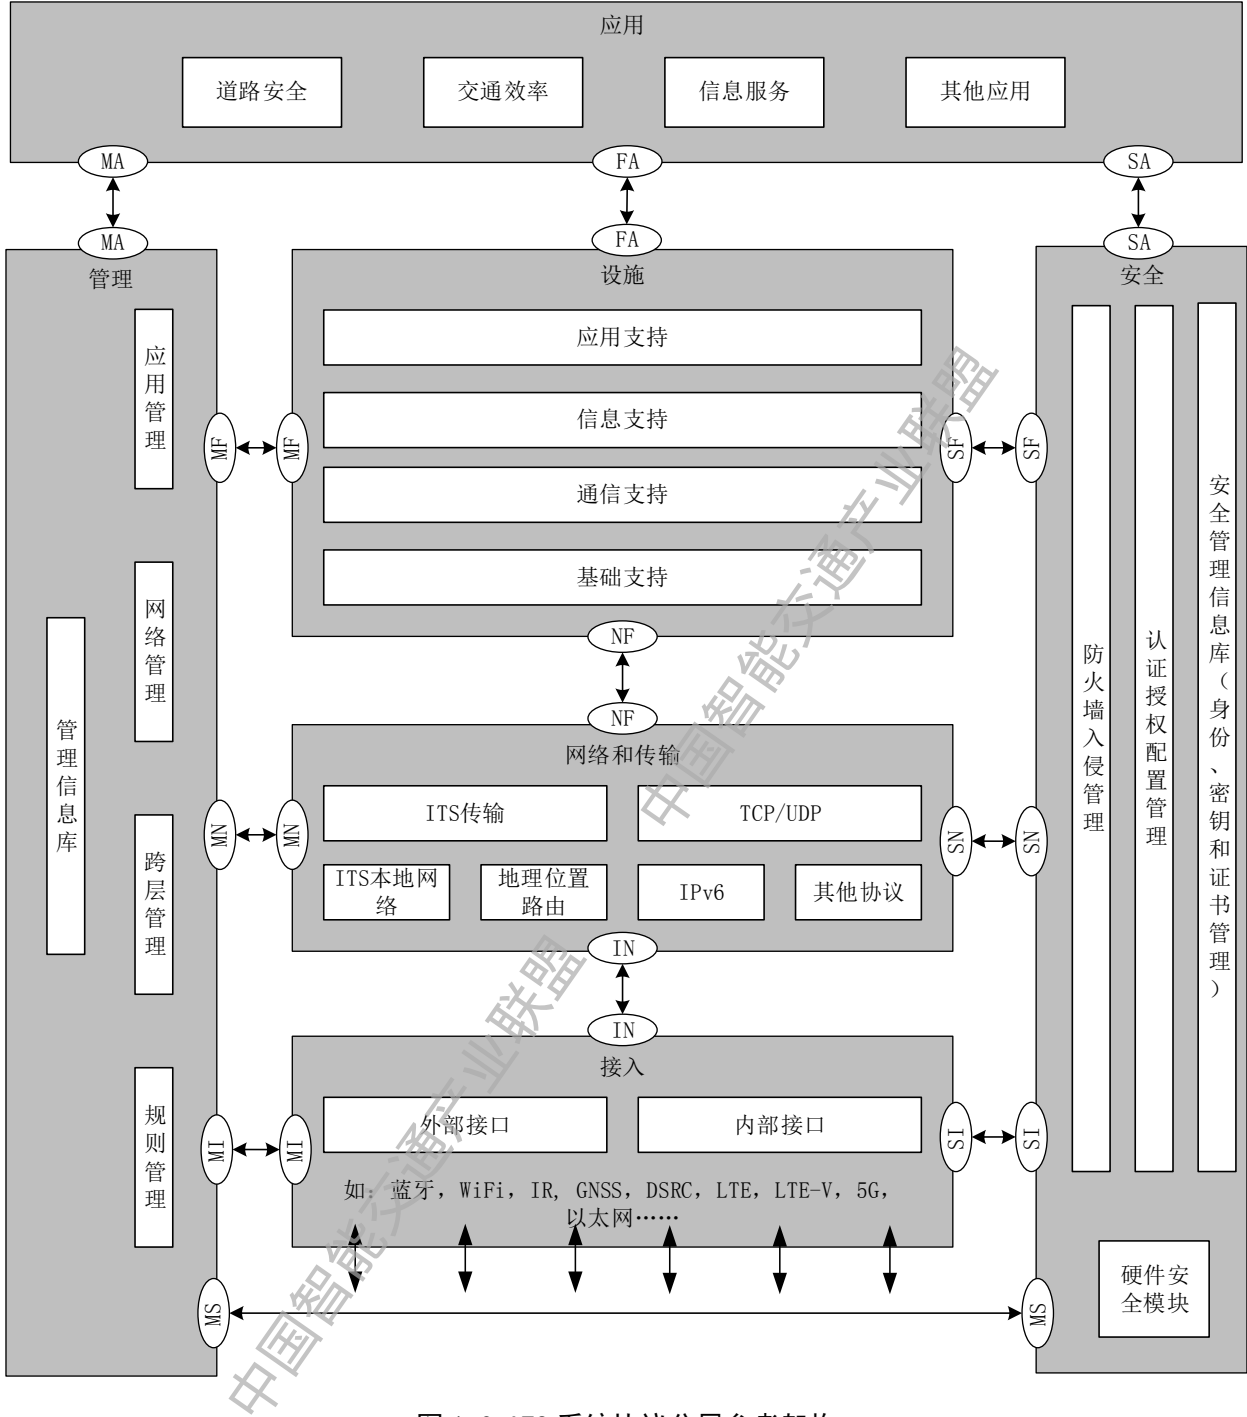 应用
道路安全
交通效率
信息服务
其他应用
MA
FA
SA
MA
FA
SA
管理
应用管理
网络管理
管理信息库
跨层管理
规则管理
设施
应用支持
信息支持
通信支持
基础支持
MF
MF
SF
SF
NF
NF
网络和传输
ITS传输
TCP/UDP
ITS本地网
络
地理位置
路由
IPv6
其他协议
MN
MN
SN
SN
IN
IN
接入
外部接口
内部接口
如：蓝牙，WiFi，IR, GNSS，DSRC，LTE，LTE-V，5G，
以太网……
MI
MI
SI
SI
MS
MS
安全
防火墙入侵管理
认证授权配置管理
安全管理信息库（身份、密钥和证书管理）
硬件安
全模块
中国智能交通产业联盟
中国智能交通产业联盟